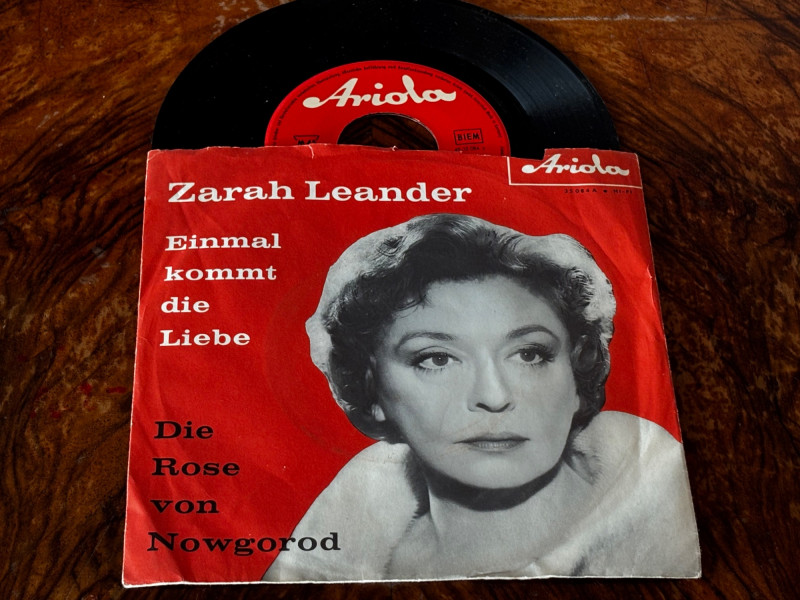 Ariola
BIEM
Ariola
Zarah Leander
Einmal
kommt
die
Liebe
Die
Rose
von
Nowgorod